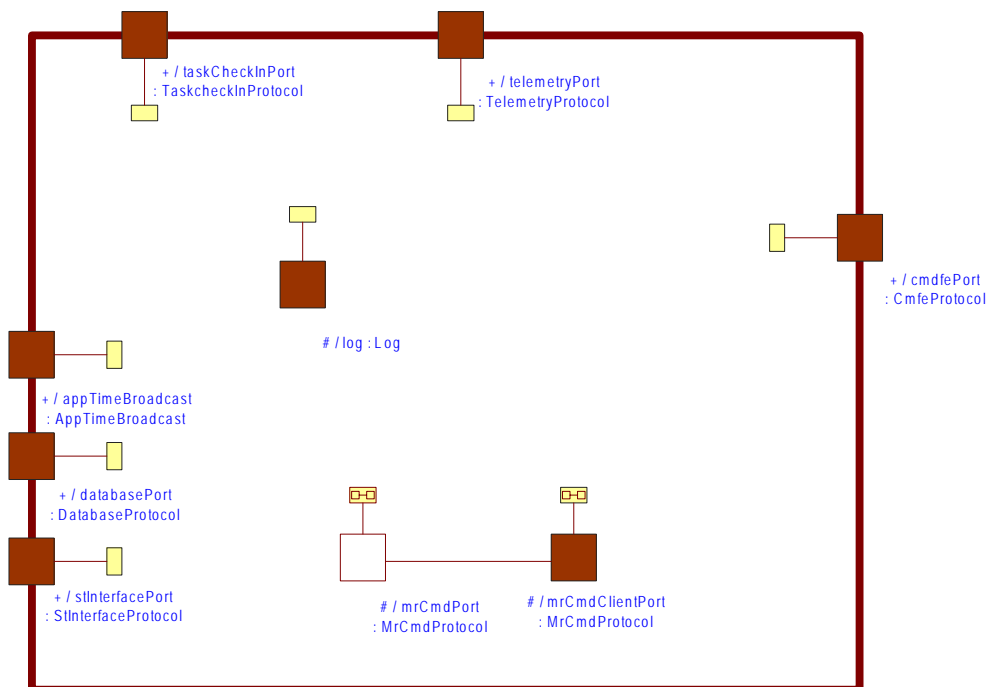 + / taskCheckInPort
: TaskcheckInProtocol
+ / telemetryPort
: TelemetryProtocol
+ / cmdfePort
: CmfeProtocol
# / log : Log
+ / appTimeBroadcast
: AppTimeBroadcast
+ / databasePort
: DatabaseProtocol
+ / stInterfacePort
: StInterfaceProtocol
# / mrCmdPort
: MrCmdProtocol
# / mrCmdClientPort
: MrCmdProtocol